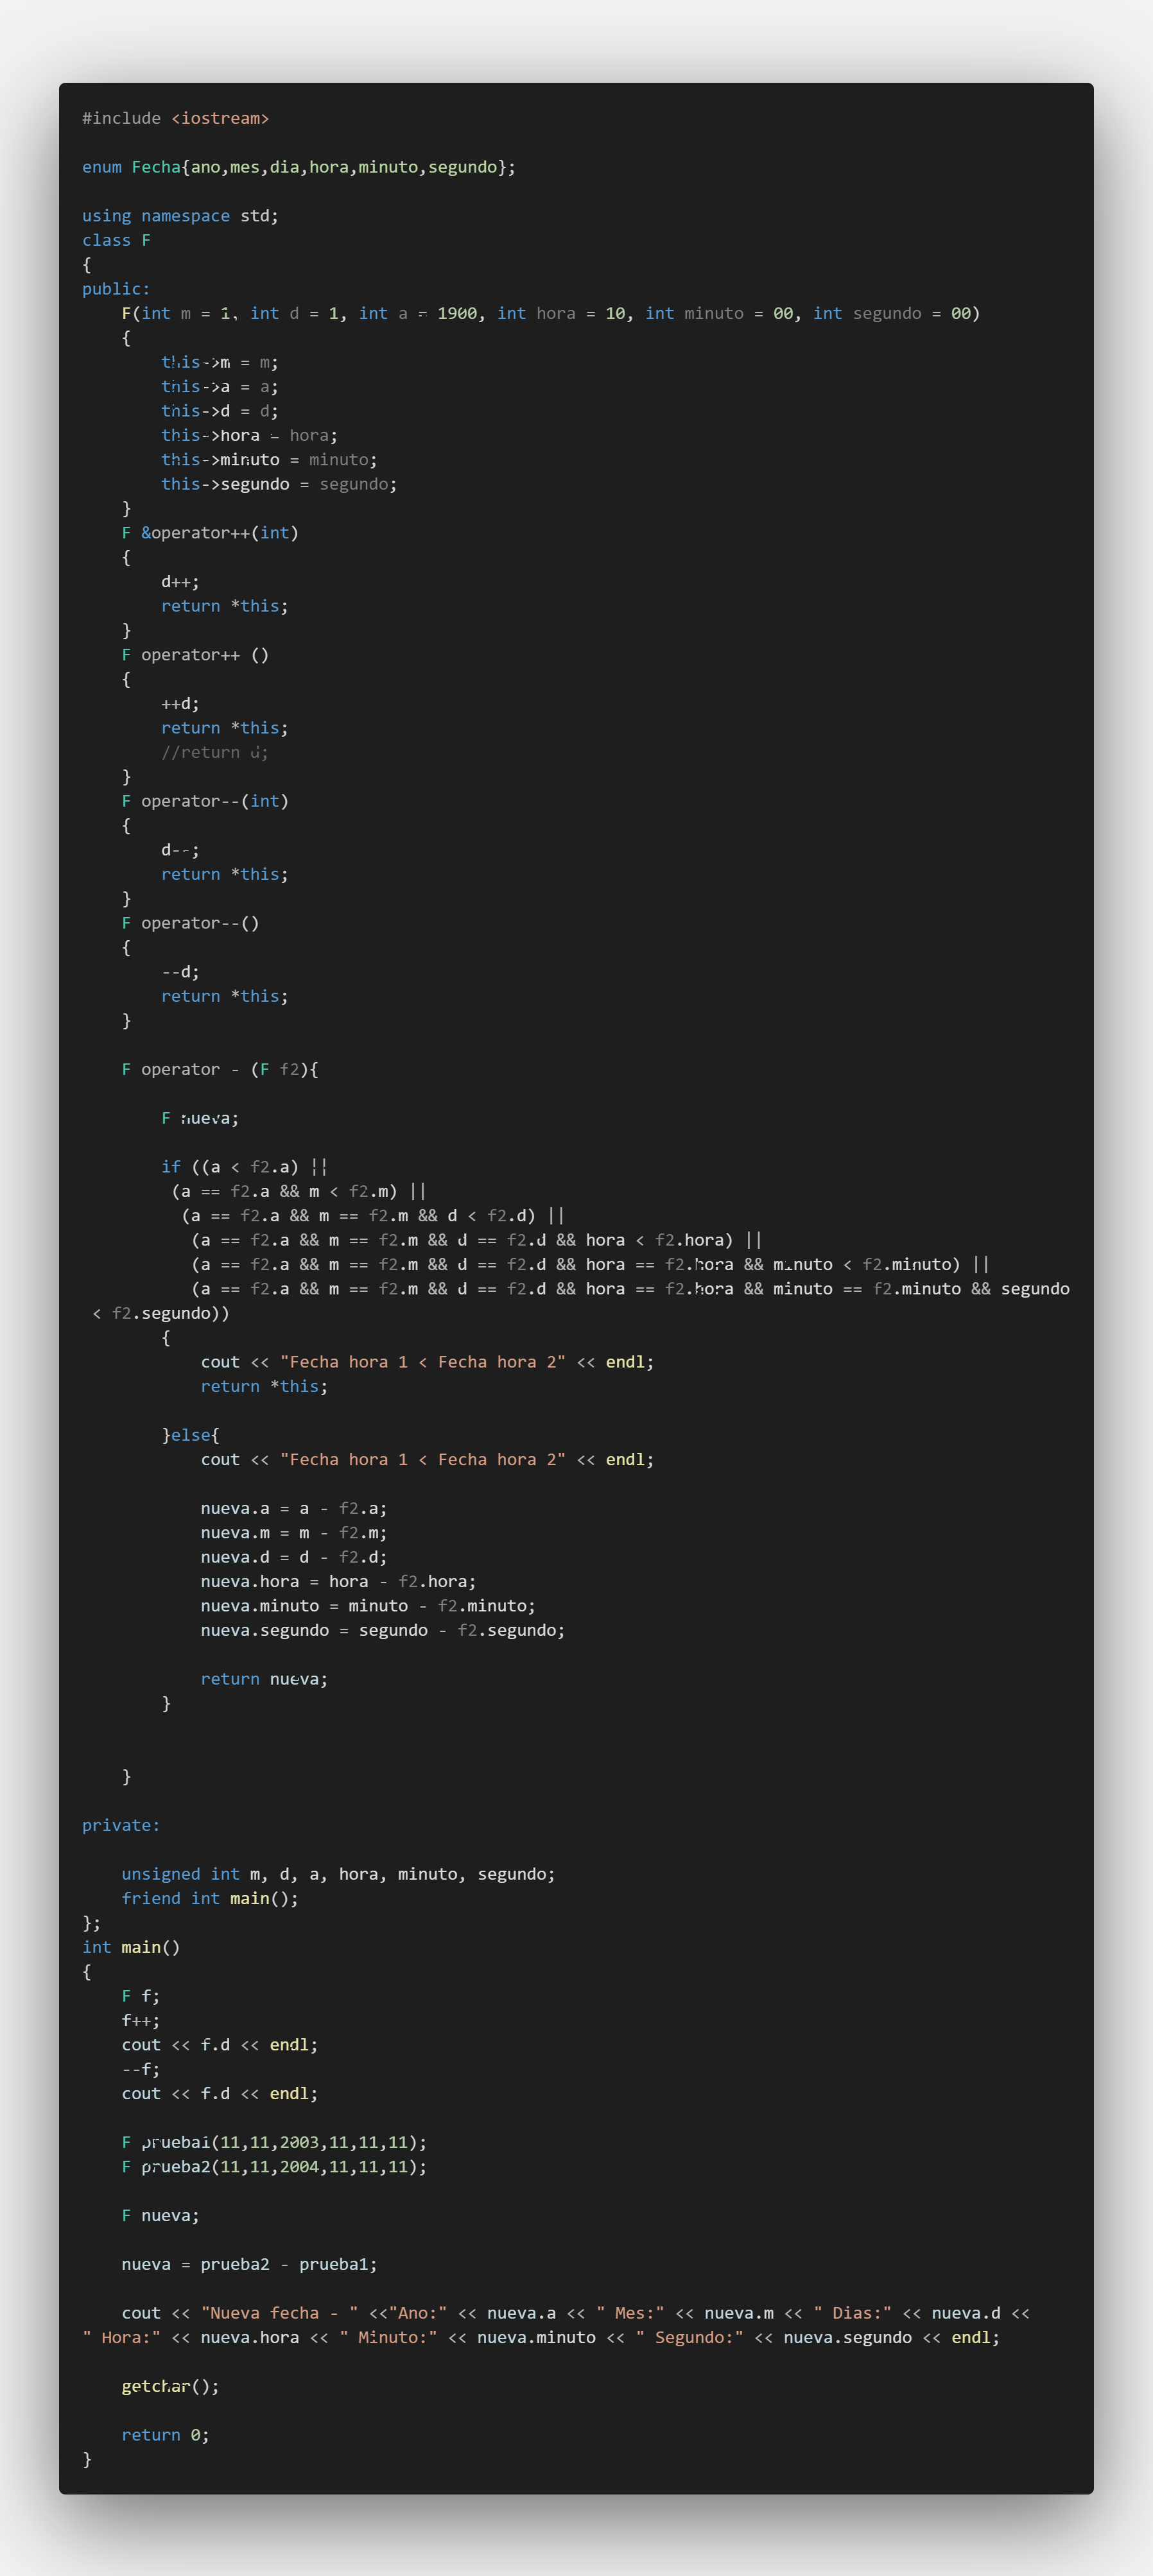 #include <iostream>
enum Fecha{ano,mes,dia,hora,minuto,segundo};
using namespace std;
class F
{
public:
    F(int m = 1, int d = 1, int a = 1900, int hora = 10, int minuto = 00, int segundo = 00)
    {
        this->m = m;
        this->a = a;
        this->d = d;
        this->hora = hora;
        this->minuto = minuto;
        this->segundo = segundo;
    }
    F &operator++(int)
    {
        d++;
        return *this;
    }
    F operator++ ()
    {
        ++d;
        return *this;
        //return d;
    }
    F operator--(int)
    {
        d--;
        return *this;
    }
    F operator--()
    {
        --d;
        return *this;
    }
    F operator - (F f2){
        F nueva;
        if ((a < f2.a) ||
         (a == f2.a && m < f2.m) ||
          (a == f2.a && m == f2.m && d < f2.d) ||
           (a == f2.a && m == f2.m && d == f2.d && hora < f2.hora) ||
           (a == f2.a && m == f2.m && d == f2.d && hora == f2.hora && minuto < f2.minuto) ||
           (a == f2.a && m == f2.m && d == f2.d && hora == f2.hora && minuto == f2.minuto && segundo
 < f2.segundo))
        {
            cout << "Fecha hora 1 < Fecha hora 2" << endl;
            return *this;
        }else{
            cout << "Fecha hora 1 < Fecha hora 2" << endl;
            nueva.a = a - f2.a;
            nueva.m = m - f2.m;
            nueva.d = d - f2.d;
            nueva.hora = hora - f2.hora;
            nueva.minuto = minuto - f2.minuto;
            nueva.segundo = segundo - f2.segundo;
            return nueva;
        }
    }
private:
    unsigned int m, d, a, hora, minuto, segundo;
    friend int main();
};
int main()
{
    F f;
    f++;
    cout << f.d << endl;
    --f;
    cout << f.d << endl;
    F prueba1(11,11,2003,11,11,11);
    F prueba2(11,11,2004,11,11,11);
    F nueva;
    nueva = prueba2 - prueba1;
    cout << "Nueva fecha - " <<"Ano:" << nueva.a << " Mes:" << nueva.m << " Dias:" << nueva.d <<
" Hora:" << nueva.hora << " Minuto:" << nueva.minuto << " Segundo:" << nueva.segundo << endl;
    getchar();
    return 0;
}